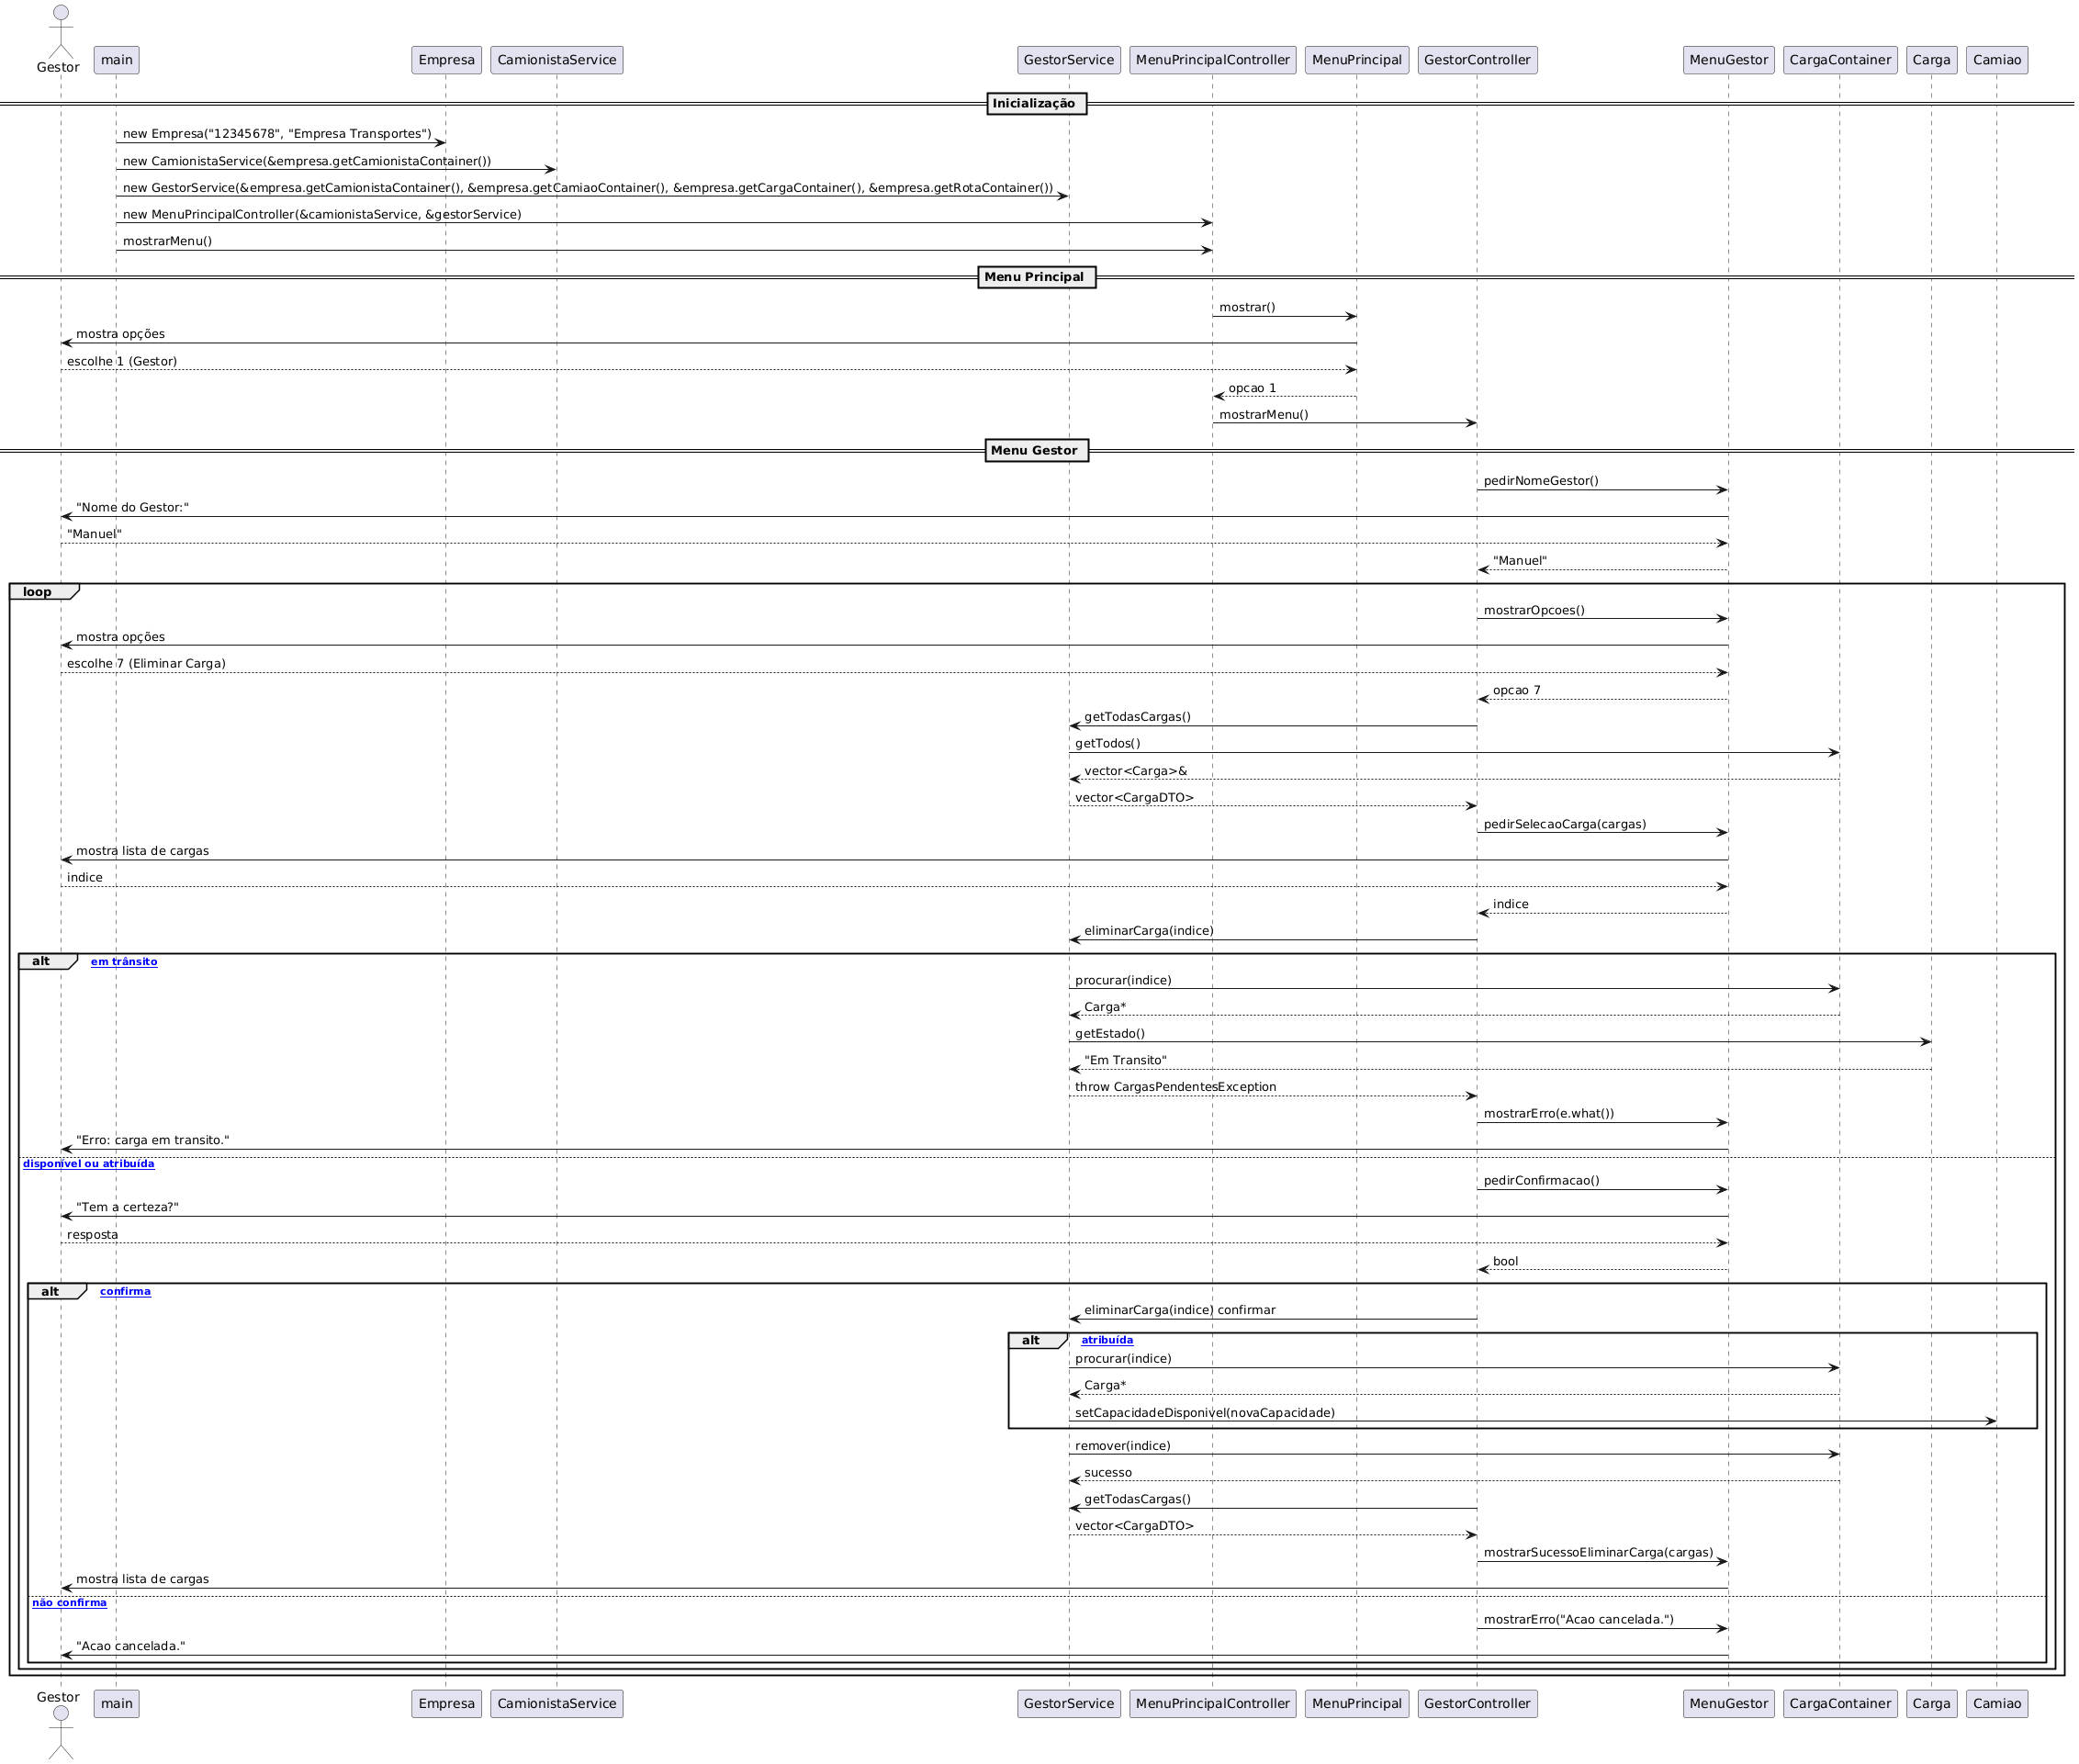 Gestor
main
Empresa
CamionistaService
GestorService
MenuPrincipalController
MenuPrincipal
GestorController
MenuGestor
CargaContainer
Carga
Camiao
Inicialização
new Empresa("12345678", "Empresa Transportes")
new CamionistaService(&empresa.getCamionistaContainer())
new GestorService(&empresa.getCamionistaContainer(), &empresa.getCamiaoContainer(), &empresa.getCargaContainer(), &empresa.getRotaContainer())
new MenuPrincipalController(&camionistaService, &gestorService)
mostrarMenu()
Menu Principal
mostrar()
mostra opções
escolhe 1 (Gestor)
opcao 1
mostrarMenu()
Menu Gestor
pedirNomeGestor()
"Nome do Gestor:"
"Manuel"
"Manuel"
loop
mostrarOpcoes()
mostra opções
escolhe 7 (Eliminar Carga)
opcao 7
getTodasCargas()
getTodos()
vector<Carga>&
vector<CargaDTO>
pedirSelecaoCarga(cargas)
mostra lista de cargas
indice
indice
eliminarCarga(indice)
alt em trânsito
procurar(indice)
Carga*
getEstado()
"Em Transito"
throw CargasPendentesException
mostrarErro(e.what())
"Erro: carga em transito."
disponível ou atribuída
pedirConfirmacao()
"Tem a certeza?"
resposta
bool
alt confirma
eliminarCarga(indice) confirmar
alt atribuída
procurar(indice)
Carga*
setCapacidadeDisponivel(novaCapacidade)
remover(indice)
sucesso
getTodasCargas()
vector<CargaDTO>
mostrarSucessoEliminarCarga(cargas)
mostra lista de cargas
não confirma
mostrarErro("Acao cancelada.")
"Acao cancelada."
Gestor
main
Empresa
CamionistaService
GestorService
MenuPrincipalController
MenuPrincipal
GestorController
MenuGestor
CargaContainer
Carga
Camiao